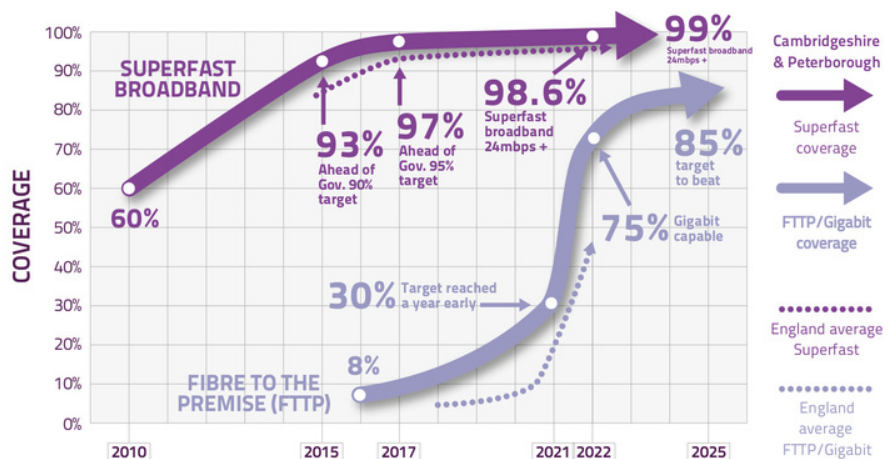 100%
90%
80%
70%
60%
50%
40%
30%
20%
10%
0%
COVERAGE
SUPERFAST
BROADBAND
60%
93%
Ahead of
Gov. 90%
target
97%
Ahead of
Gov. 95%
target
98.6%
Superfast
broadband
24mbps +
99%
Superfast broadband
24mbps +
85%
target
to beat
75% Gigabit
capable
30% Target reached
a year early
8%
FIBRE TO THE
PREMISE (FTTP)
2010
2015
2017
2021
2022
2025
Cambridgeshire
& Peterborough
Superfast
coverage
FTTP/Gigabit
coverage
England average
Superfast
England
average
FTTP/Gigabit